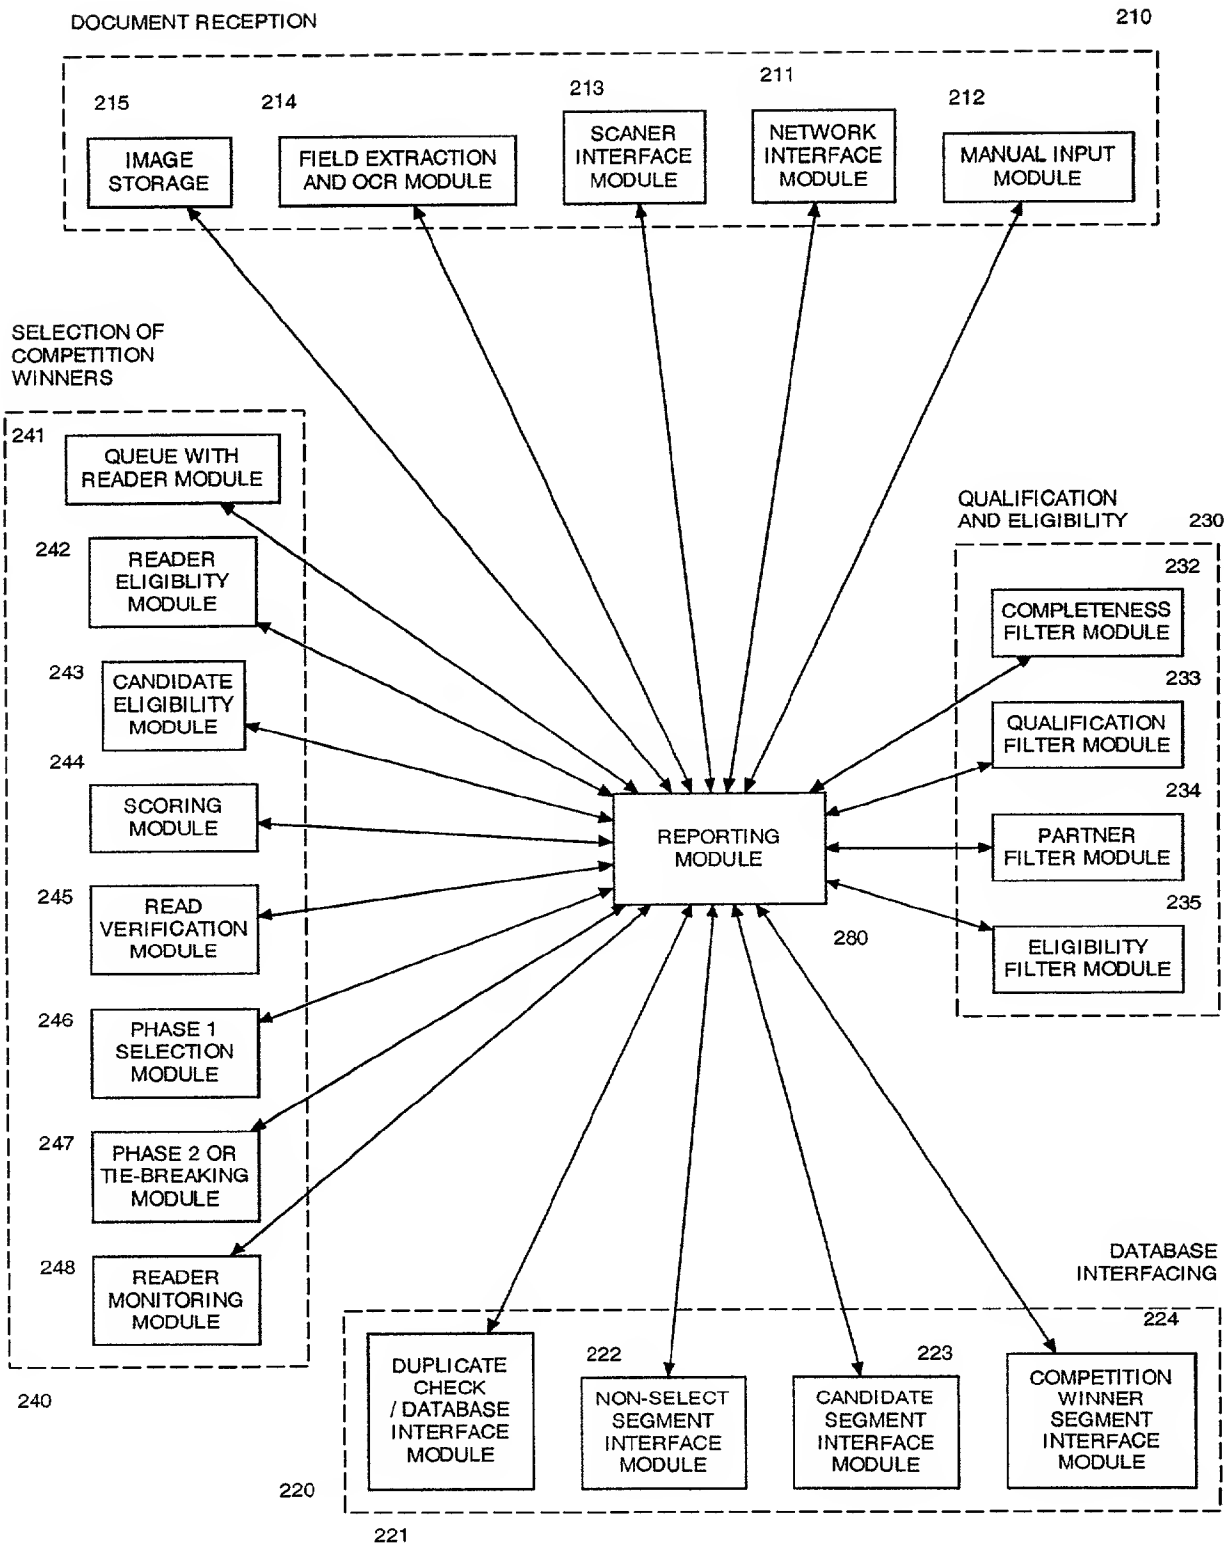 DOCUMENT RECEPTION
210
215
214
213
211
212
IMAGE
STORAGE
FIELD EXTRACTION
AND OCR MODULE
SCANER
INTERFACE
MODULE
NETWORK
INTERFACE
MODULE
MANUAL INPUT
MODULE
SELECTION OF
COMPETITION
WINNERS
241
QUEUE WITH
READER MODULE
242
READER
ELIGIBLITY
MODULE
243
CANDIDATE
ELIGIBILITY
MODULE
244
SCORING
MODULE
245
READ
VERIFICATION
MODULE
246
PHASE 1
SELECTION
MODULE
247
PHASE 2 OR
TIE-BREAKING
MODULE
248
READER
MONITORING
MODULE
240
REPORTING
MODULE
280
QUALIFICATION
AND ELIGIBILITY
230
232
COMPLETENESS
FILTER MODULE
233
QUALIFICATION
FILTER MODULE
234
PARTNER
FILTER MODULE
235
ELIGIBILITY
FILTER MODULE
DATABASE
INTERFACING
224
DUPLICATE
CHECK
/ DATABASE
INTERFACE
MODULE
222
NON-SELECT
SEGMENT
INTERFACE
MODULE
223
CANDIDATE
SEGMENT
INTERFACE
MODULE
COMPETITION
WINNER
SEGMENT
INTERFACE
MODULE
220
221